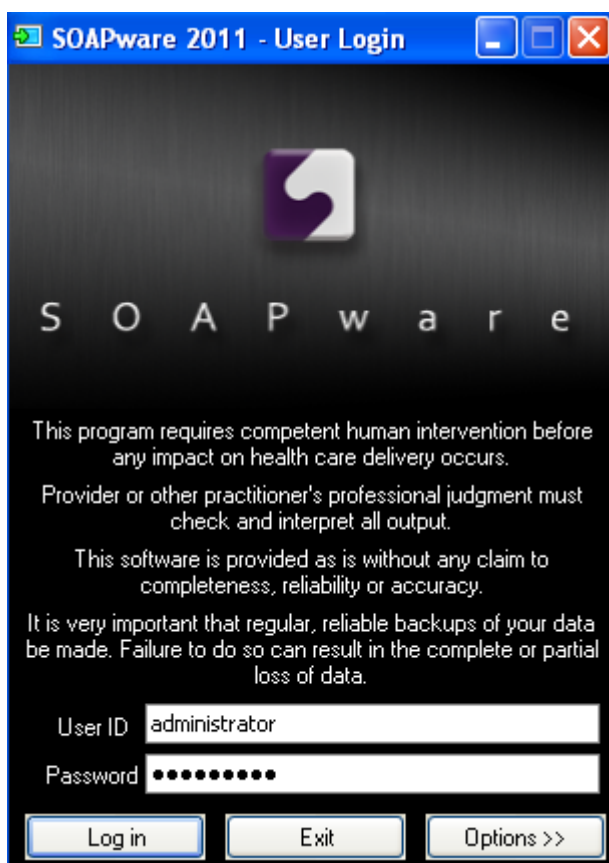 SOAPware 2011 - User Login
S O A P w a r e
This program requires competent human intervention before
any impact on health care delivery occurs.
Provider or other practitioner's professional judgment must
check and interpret all output.
This software is provided as is without any claim to
completeness, reliability or accuracy.
It is very important that regular, reliable backups of your data
be made. Failure to do so can result in the complete or partial
loss of data.
User ID administrator
Password ●●●●●●●●●
Log in Exit Options >>